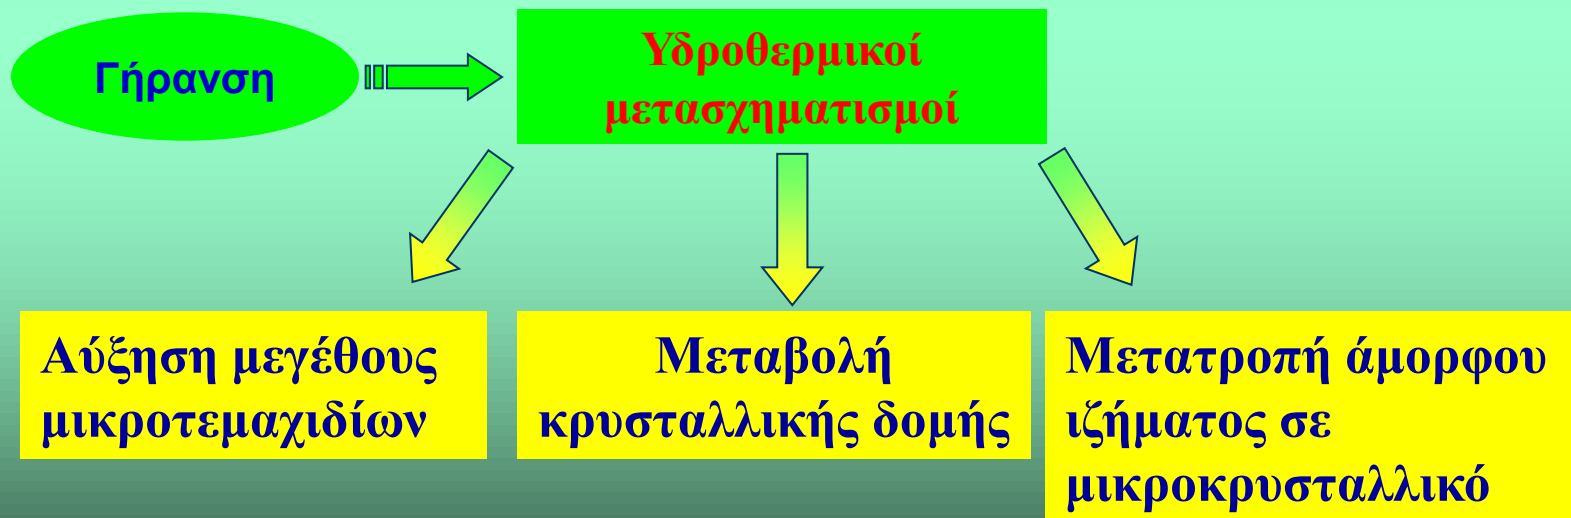 Γήρανση
Υδροθερμικοί
μετασχηματισμοί
Αύξηση μεγέθους
μικροτεμαχιδίων
Μεταβολή
κρυσταλλικής δομής
Μετατροπή άμορφου
ιζήματος σε
μικροκρυσταλλικό